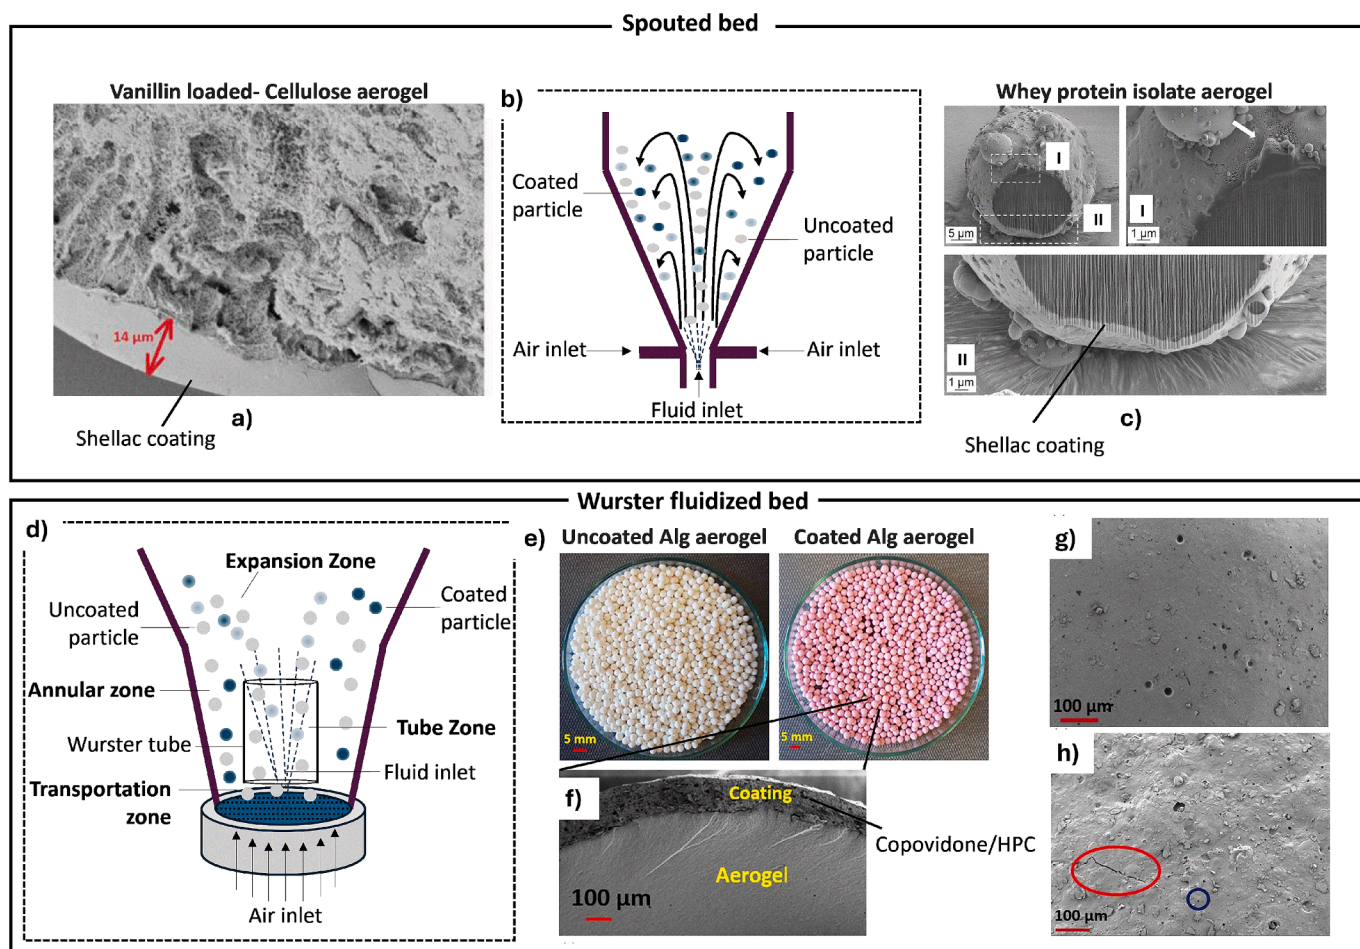 Spouted bed
Vanillin loaded- Cellulose aerogel
14 µm
a)
Shellac coating
b)
Coated
particle
Uncoated
particle
Air inlet
Air inlet
Fluid inlet
Whey protein isolate aerogel
I
II
5 µm
I
1 µm
II
1 µm
Shellac coating
c)
Wurster fluidized bed
d)
Expansion Zone
Uncoated
particle
Coated
particle
Annular zone
Wurster tube
Tube Zone
Fluid inlet
Transportation
zone
Air inlet
e)
Uncoated Alg aerogel
Coated Alg aerogel
5 mm
5 mm
f)
Coating
Copovidone/HPC
Aerogel
100 µm
g)
100 µm
h)
100 µm